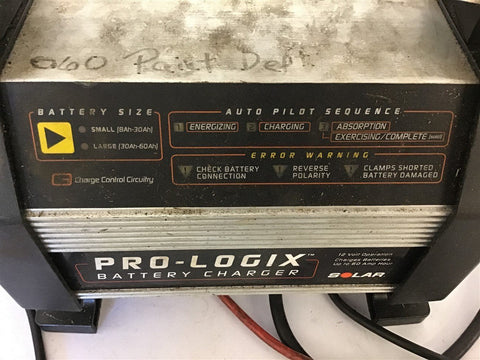 060 Paint Def
BATTERY SIZE
SMALL (8Ah-30Ah)
LARGE (30Ah-60Ah)
Charge Control Circuitry
AUTO PILOT SEQUENCE
1 ENERGIZING 2 CHARGING 3 ABSORPTION
EXERCISING/COMPLETE
ERROR WARNING
! CHECK BATTERY
CONNECTION
! REVERSE
POLARITY
! CLAMPS SHORTED
BATTERY DAMAGED
PRO-LOGIX™
BATTERY CHARGER
12 Volt Operation
Charges Batteries
Up to 60 Amp Hour
SOLAR